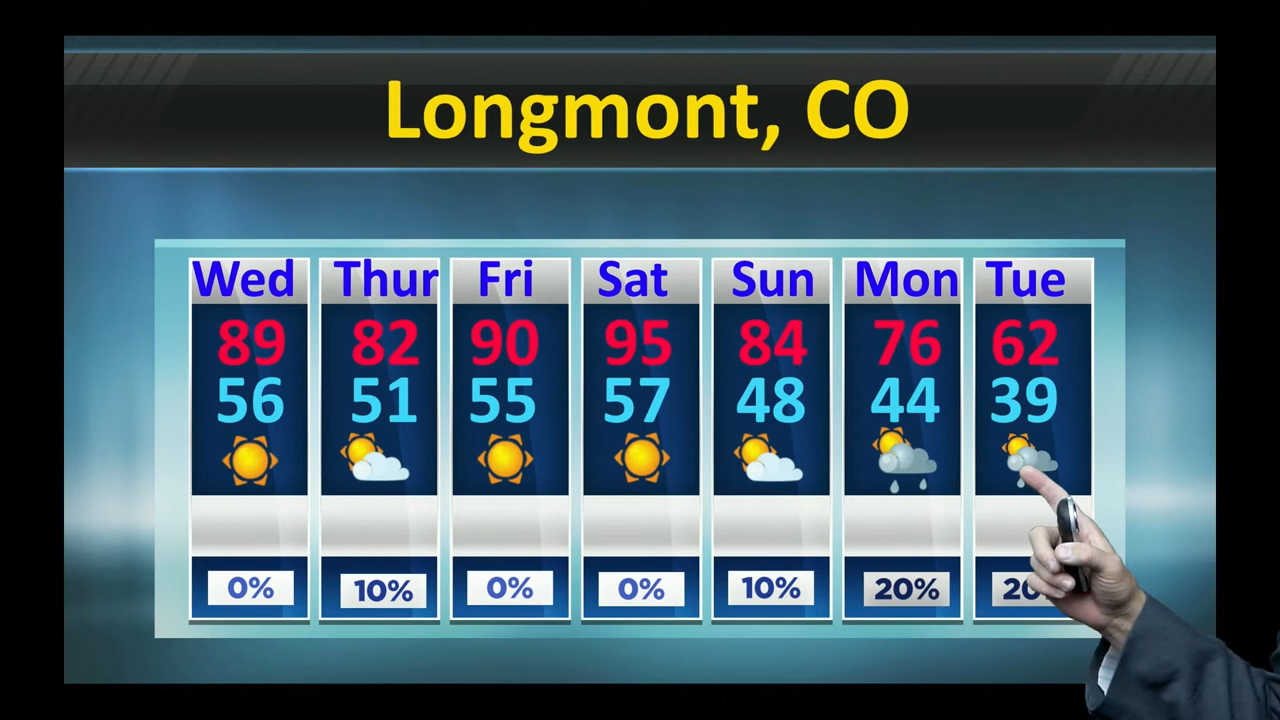 Longmont, CO
Wed Thur Fri Sat Sun Mon Tue
89 82 90 95 84 76 62
56 51 55 57 48 44 39
0% 10% 0% 0% 10% 20% 20